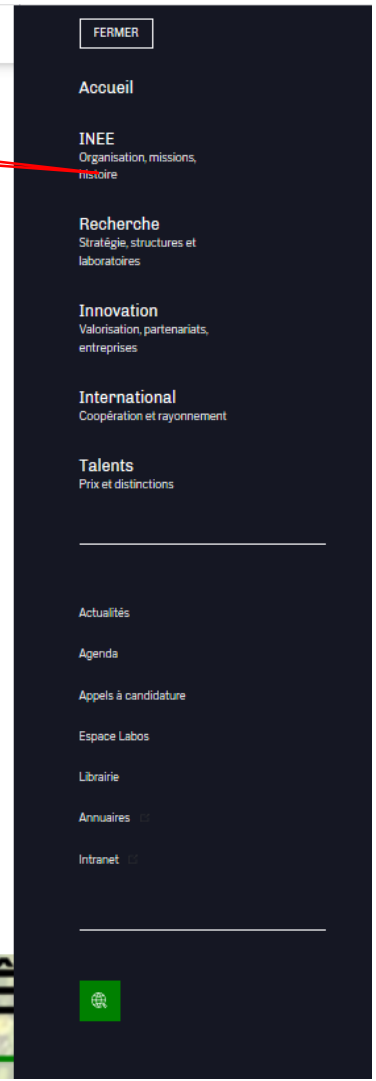 FERMER
Accueil
INEE
Organisation, missions,
histoire
Recherche
Stratégie, structures et
laboratoires
Innovation
Valorisation, partenariats,
entreprises
International
Coopération et rayonnement
Talents
Prix et distinctions
Actualités
Agenda
Appels à candidature
Espace Labos
Librairie
Annuaires
Intranet